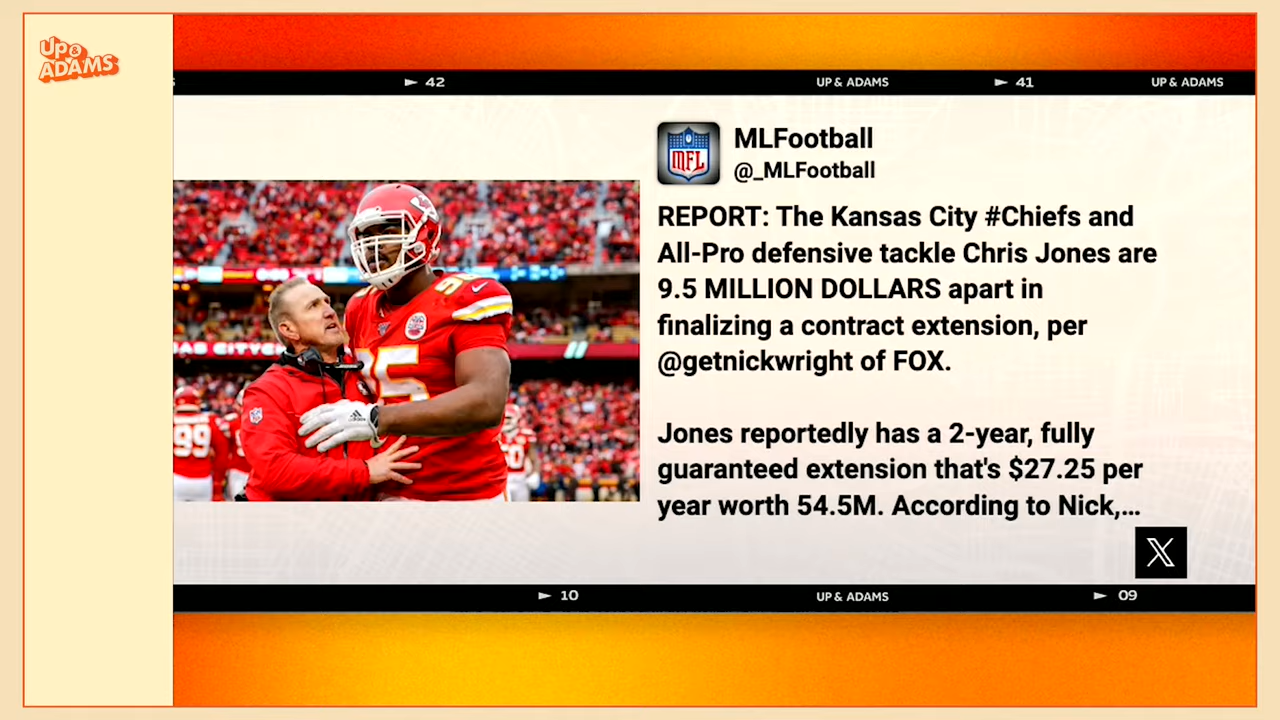 Up &
ADAMS
► 42
UP & ADAMS
► 41
UP & ADAMS
MFL
MLFootball
@_MLFootball
REPORT: The Kansas City #Chiefs and
All-Pro defensive tackle Chris Jones are
9.5 MILLION DOLLARS apart in
finalizing a contract extension, per
@getnickwright of FOX.
Jones reportedly has a 2-year, fully
guaranteed extension that's $27.25 per
year worth 54.5M. According to Nick,...
X
99
95
► 10
UP & ADAMS
► 09